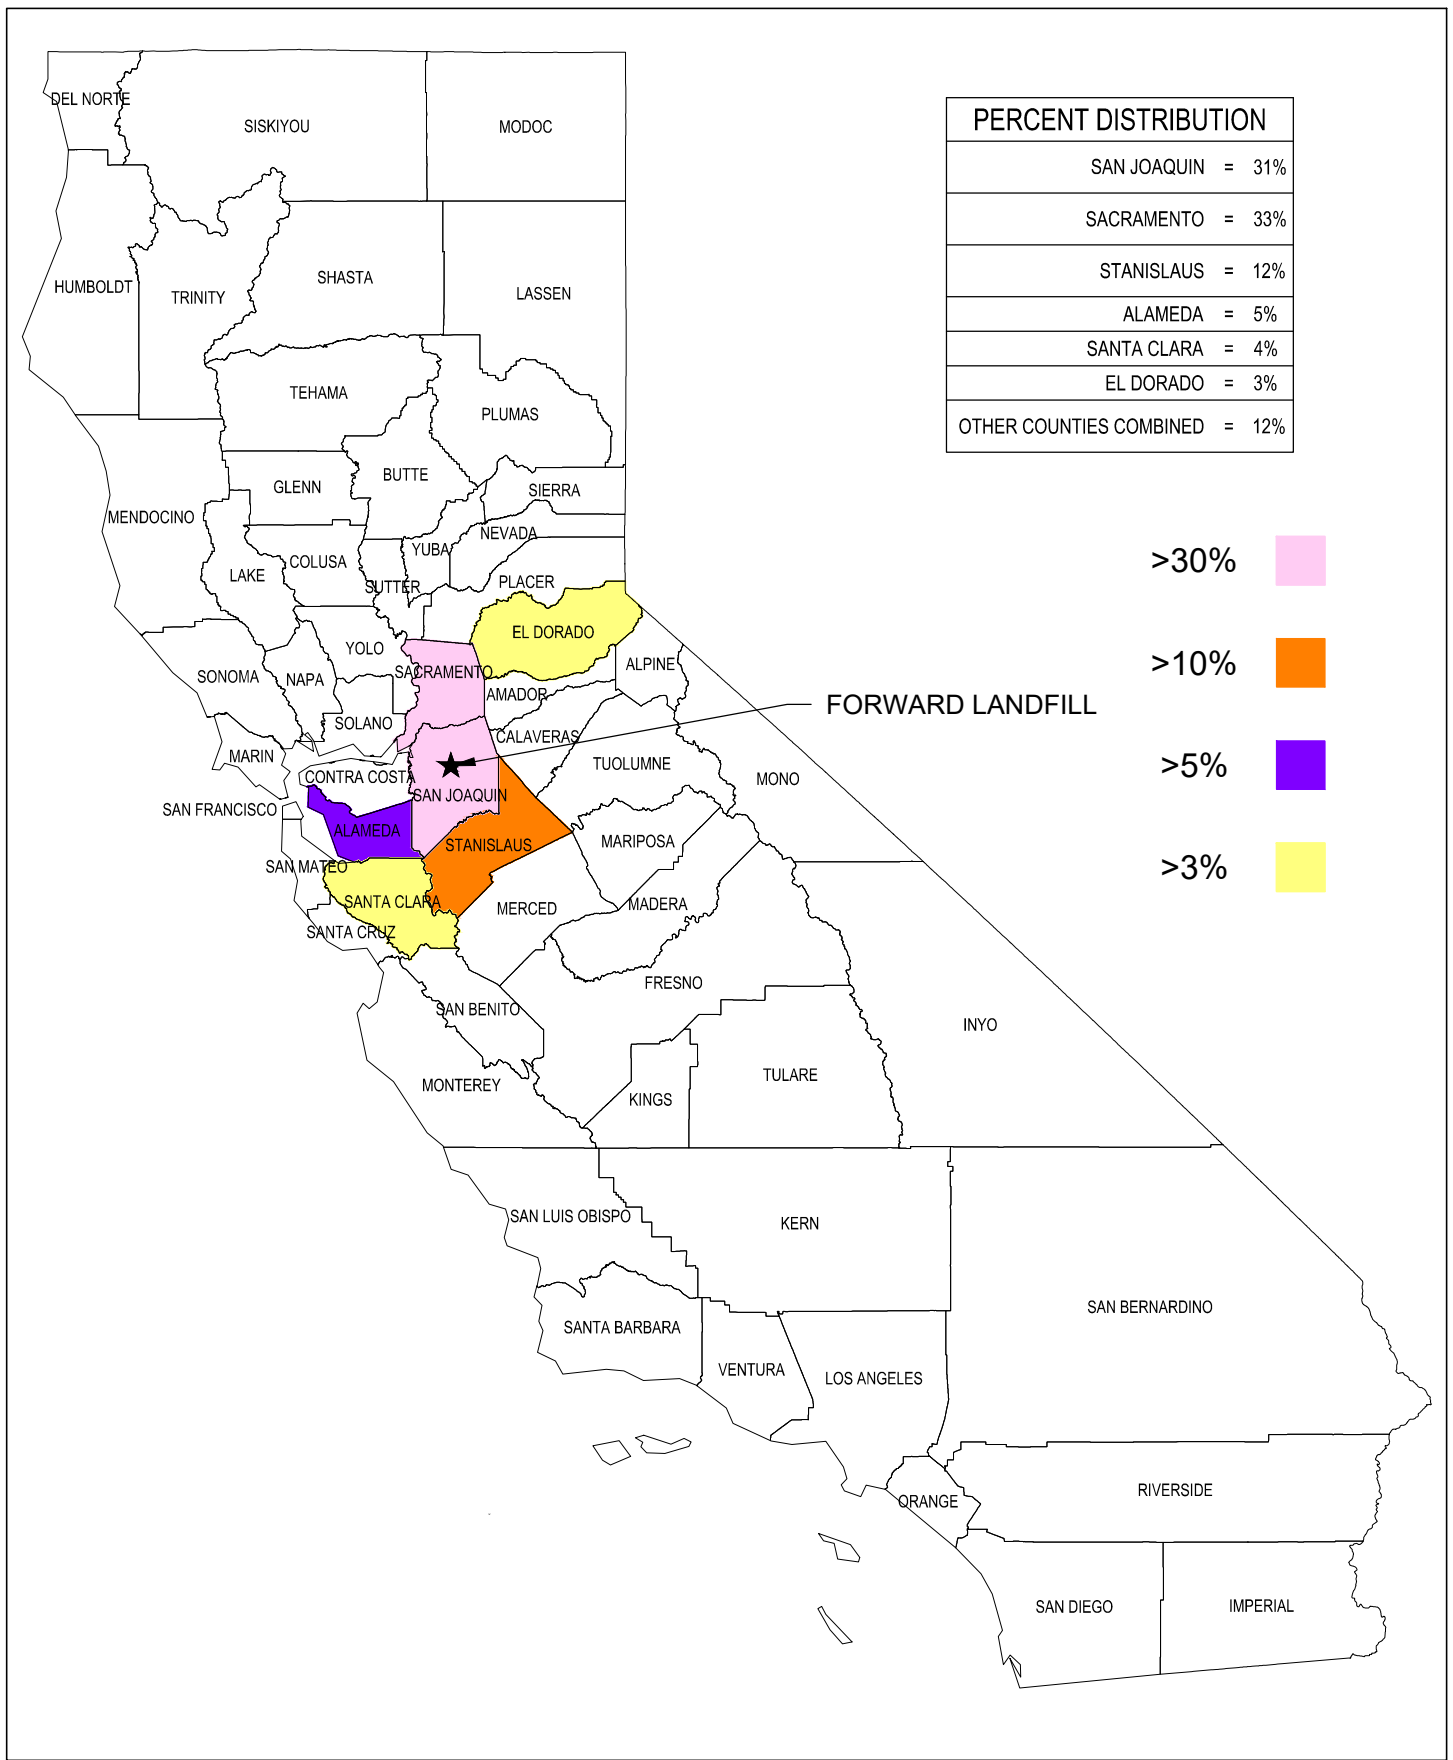 DEL NORTE
SISKIYOU
MODOC
PERCENT DISTRIBUTION
SAN JOAQUIN = 31%
SACRAMENTO = 33%
STANISLAUS = 12%
ALAMEDA = 5%
SANTA CLARA = 4%
EL DORADO = 3%
OTHER COUNTIES COMBINED = 12%
HUMBOLDT
TRINITY
SHASTA
LASSEN
TEHAMA
PLUMAS
GLENN
BUTTE
SIERRA
MENDOCINO
NEVADA
YUBA
COLUSA
LAKE
SUTTER
PLACER
>30%
EL DORADO
YOLO
SONOMA
NAPA
SACRAMENTO
ALPINE
>10%
AMADOR
SOLANO
FORWARD LANDFILL
CALAVERAS
MARIN
TUOLUMNE
CONTRA COSTA
MONO
>5%
SAN JOAQUIN
SAN FRANCISCO
ALAMEDA
STANISLAUS
MARIPOSA
SAN MATEO
>3%
SANTA CLARA
MERCED
MADERA
SANTA CRUZ
FRESNO
SAN BENITO
INYO
MONTEREY
KINGS
TULARE
SAN LUIS OBISPO
KERN
SAN BERNARDINO
SANTA BARBARA
VENTURA
LOS ANGELES
ORANGE
RIVERSIDE
SAN DIEGO
IMPERIAL